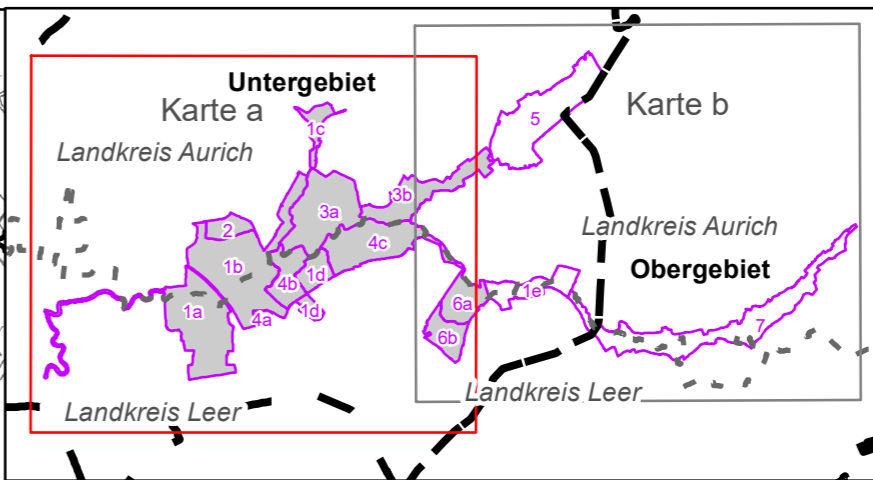 Untergebiet
Karte a
Karte b
1c
5
Landkreis Aurich
3b
3a
2
Landkreis Aurich
4c
1b
Obergebiet
1d
4b
1e
6a
1a
1d
4a
7
6b
Landkreis Leer
Landkreis Leer